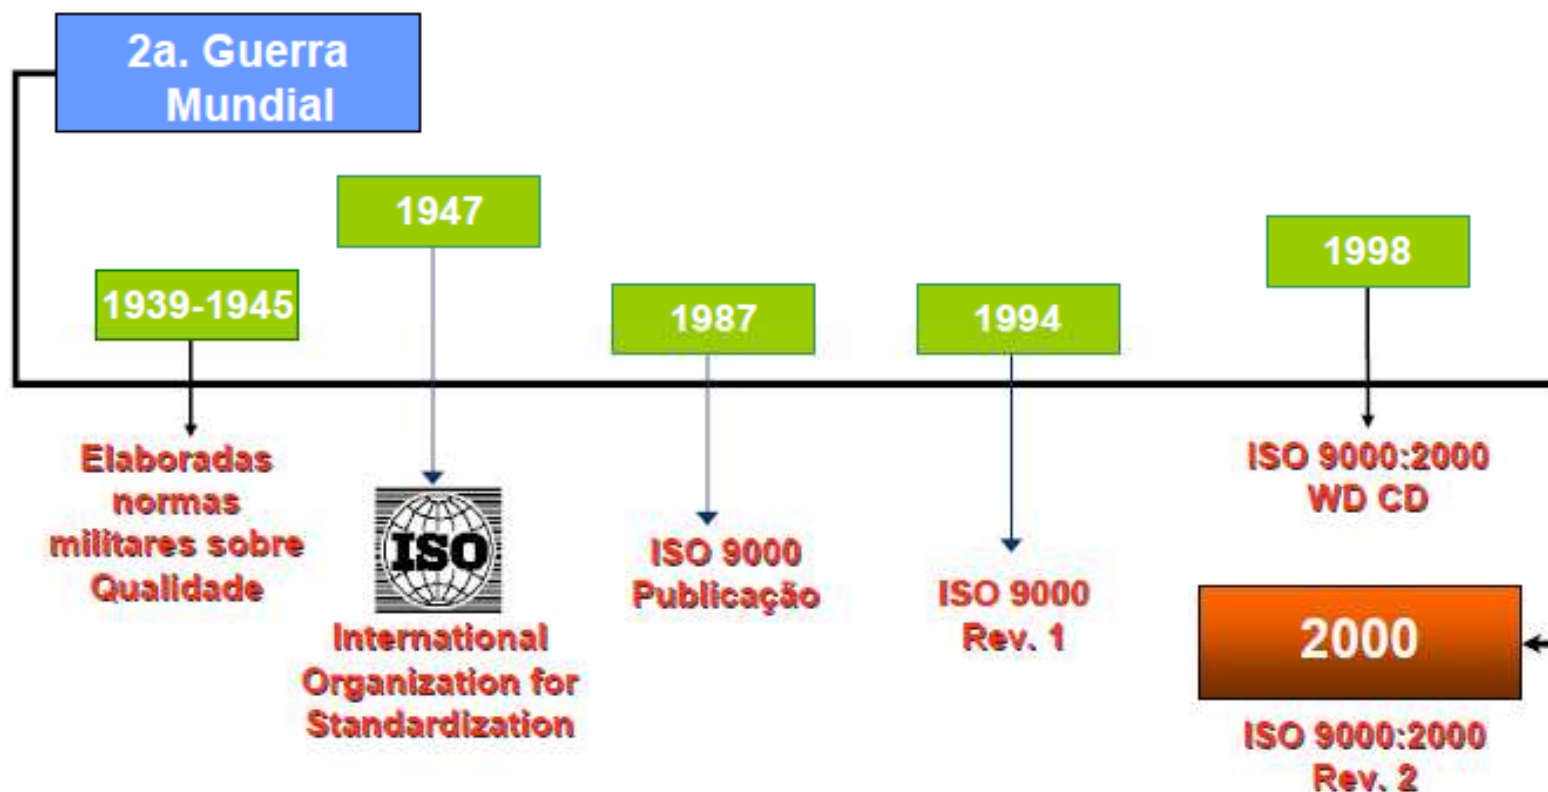 2a. Guerra
Mundial
1939-1945
Elaboradas
normas
militares sobre
Qualidade
1947
ISO
International
Organization for
Standardization
1987
ISO 9000
Publicação
1994
ISO 9000
Rev. 1
1998
ISO 9000:2000
WD CD
2000
ISO 9000:2000
Rev. 2